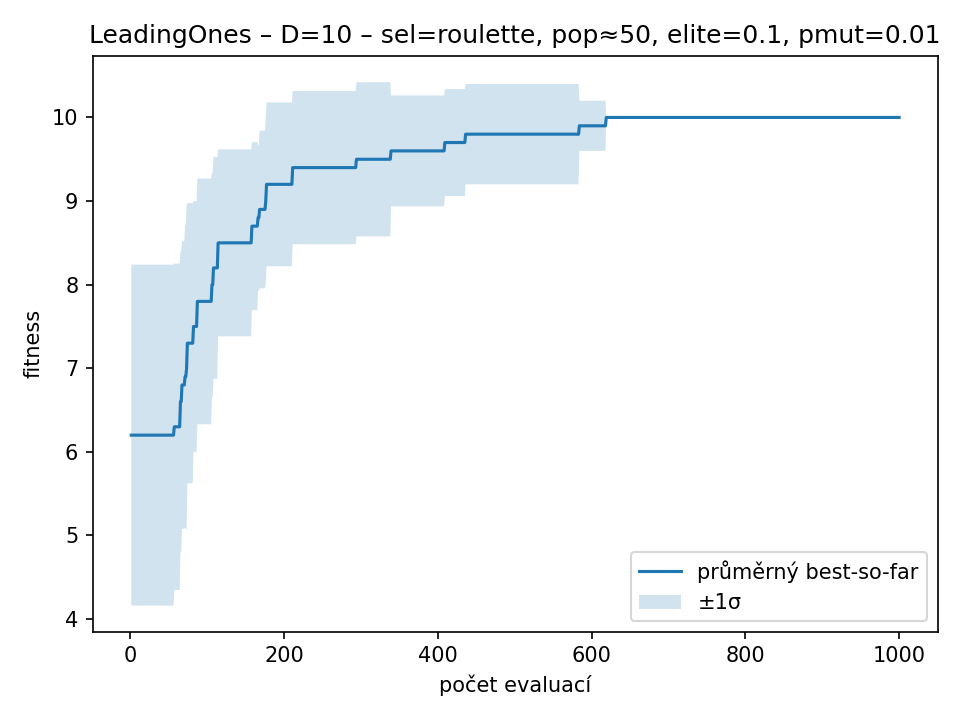 LeadingOnes – D=10 – sel=roulette, pop≈50, elite=0.1, pmut=0.01
10
9
8
7
6
5
4
fitness
průměrný best-so-far
±1σ
0 200 400 600 800 1000
počet evaluací